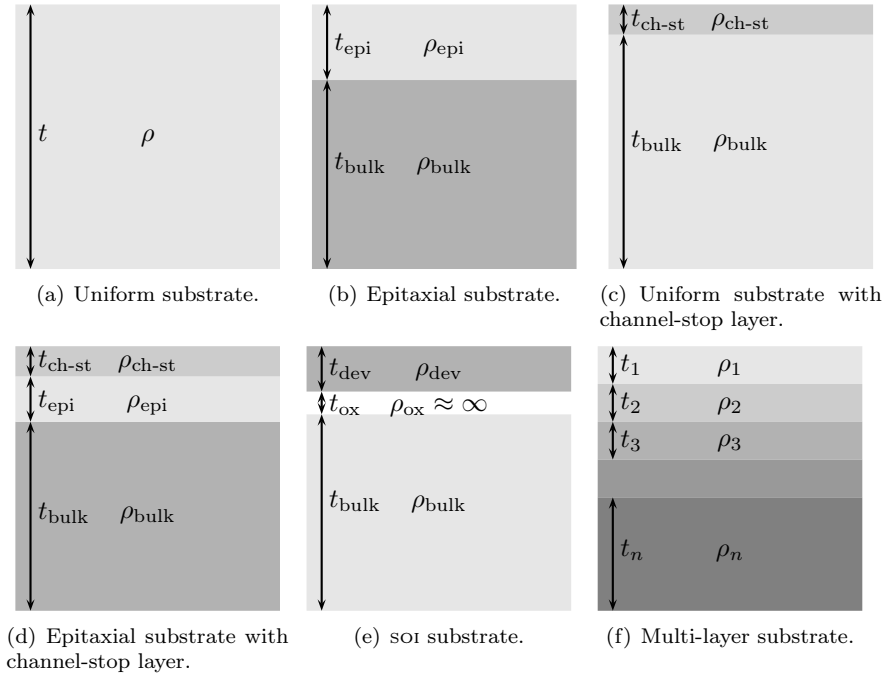 t ρ
(a) Uniform substrate.
t_epi ρ_epi
t_bulk ρ_bulk
(b) Epitaxial substrate.
t_ch-st ρ_ch-st
t_bulk ρ_bulk
(c) Uniform substrate with
channel-stop layer.
t_ch-st ρ_ch-st
t_epi ρ_epi
t_bulk ρ_bulk
(d) Epitaxial substrate with
channel-stop layer.
t_dev ρ_dev
t_ox ρ_ox ≈ ∞
t_bulk ρ_bulk
(e) SOI substrate.
t_1 ρ_1
t_2 ρ_2
t_3 ρ_3
t_n ρ_n
(f) Multi-layer substrate.